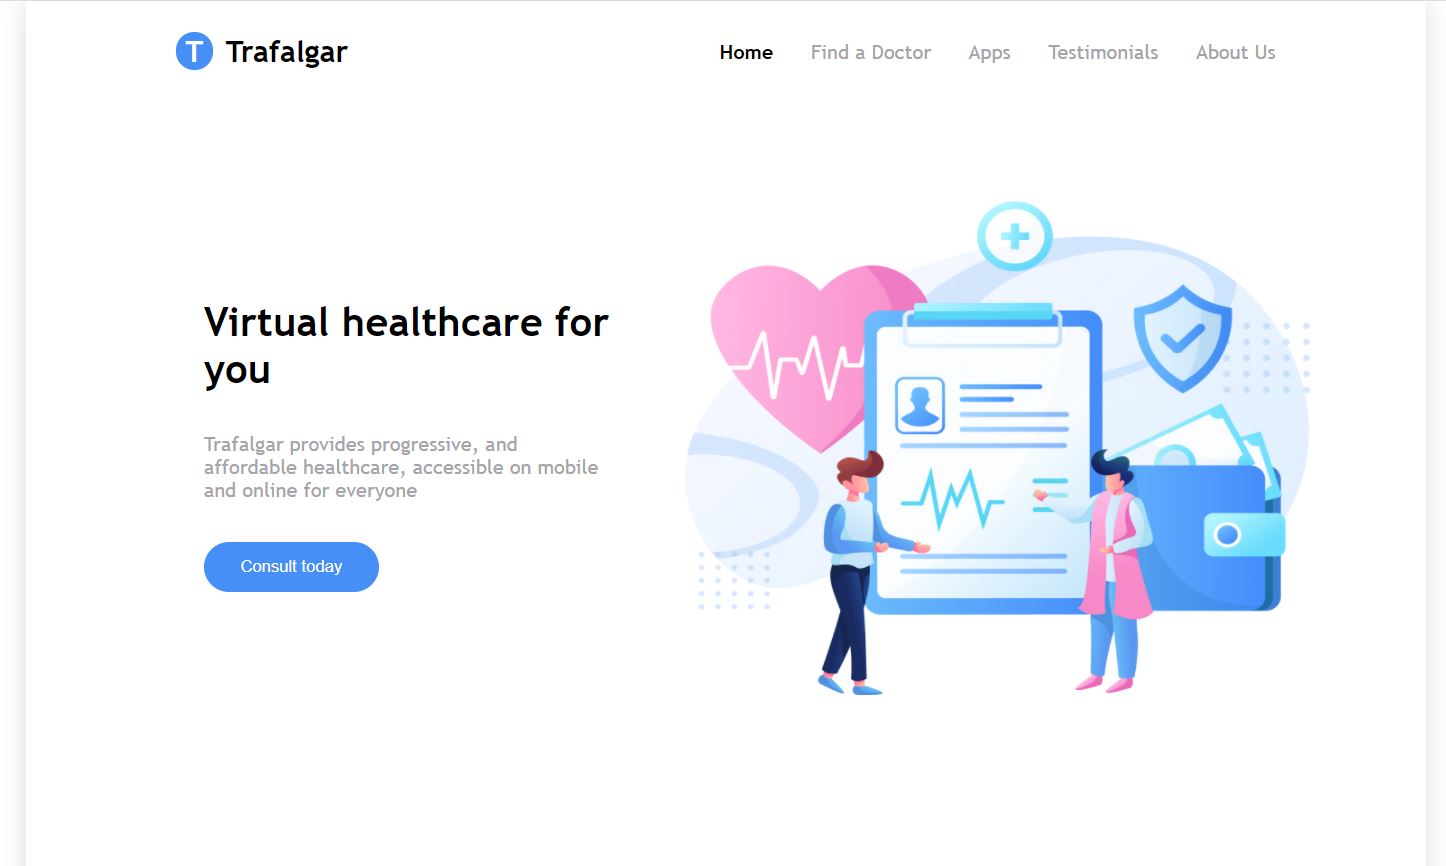 T Trafalgar
Home Find a Doctor Apps Testimonials About Us
Virtual healthcare for
you
Trafalgar provides progressive, and
affordable healthcare, accessible on mobile
and online for everyone
Consult today